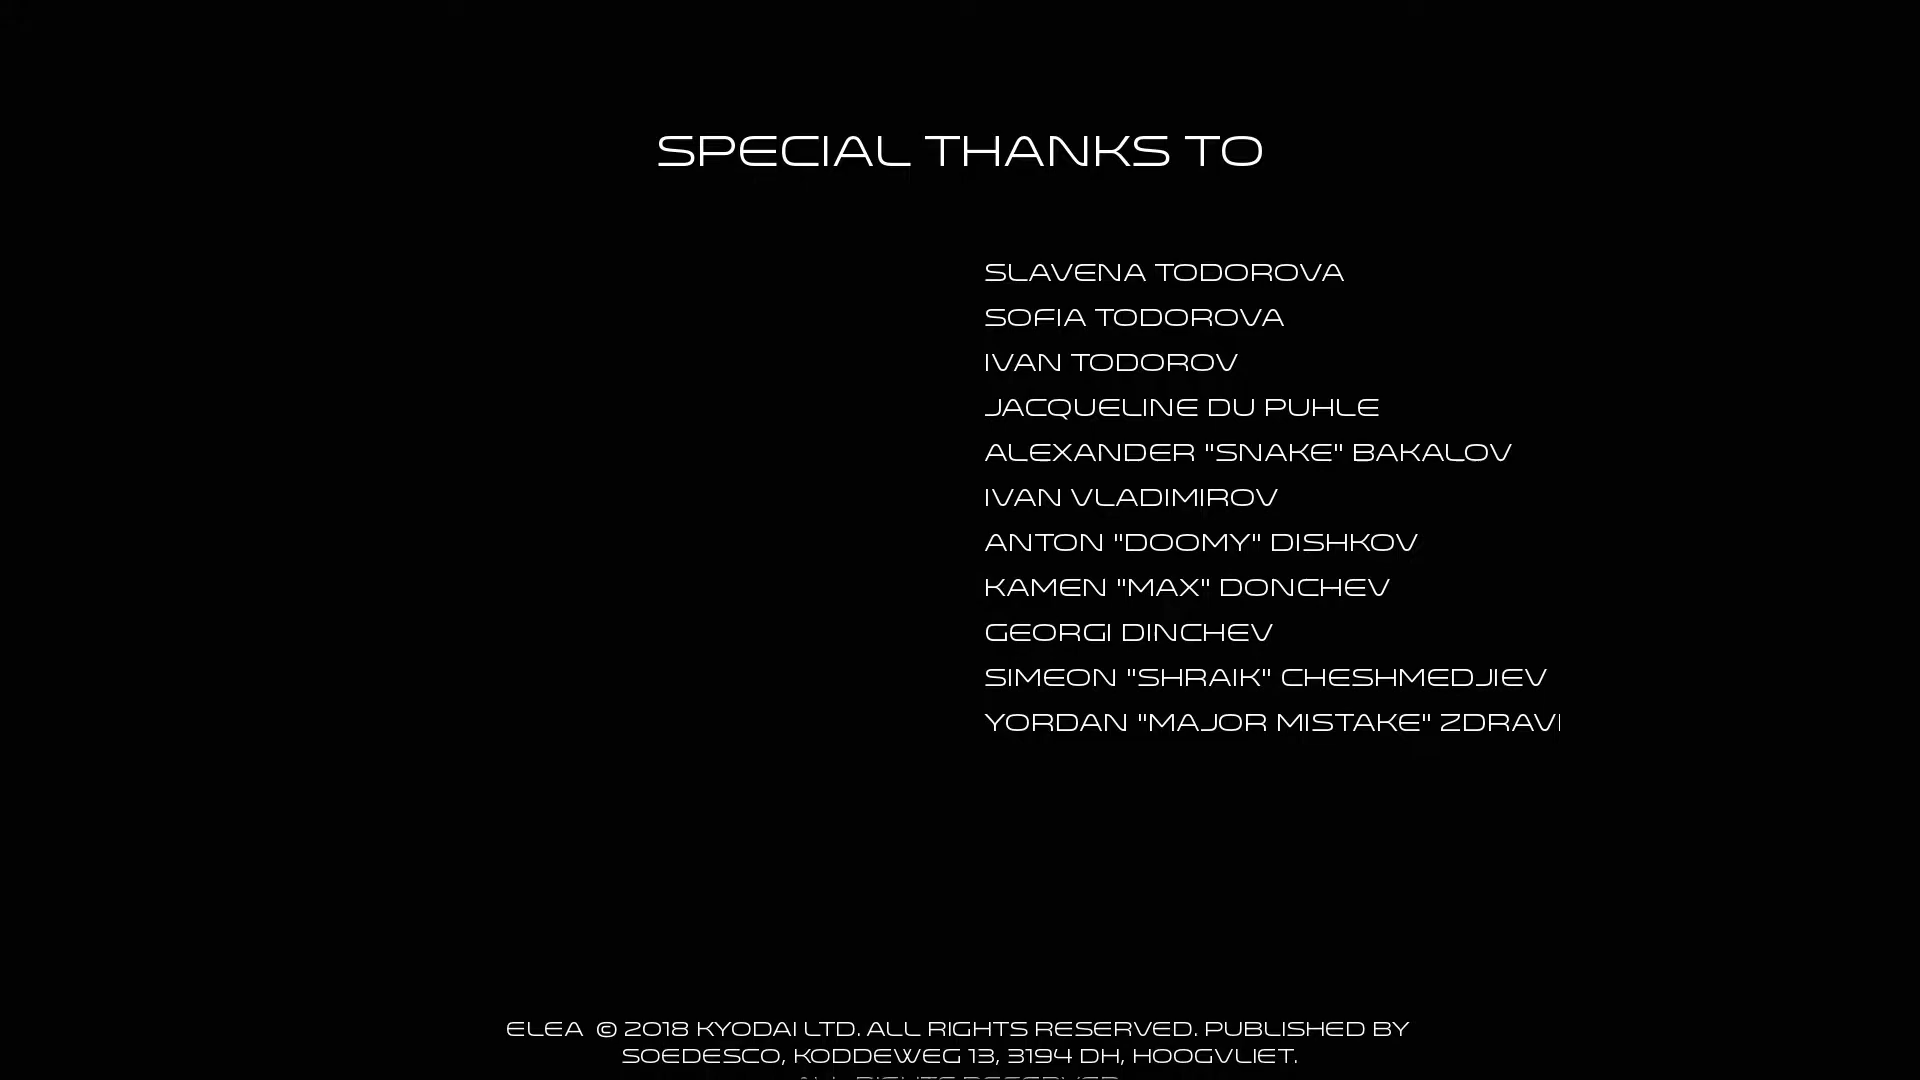 SPECIAL THANKS TO
SLAVENA TODOROVA
SOFIA TODOROVA
IVAN TODOROV
JACQUELINE DU PUHLE
ALEXANDER "SNAKE" BAKALOV
IVAN VLADIMIROV
ANTON "DOOMY" DISHKOV
KAMEN "MAX" DONCHEV
GEORGI DINCHEV
SIMEON "SHRAIK" CHESHMEDJIEV
YORDAN "MAJOR MISTAKE"
ELEA © 2018 KYODAI LTD. ALL RIGHTS RESERVED. PUBLISHED BY
SOEDESCO, KODDEWEG 13, 3194 DH, HOOGVLIET.